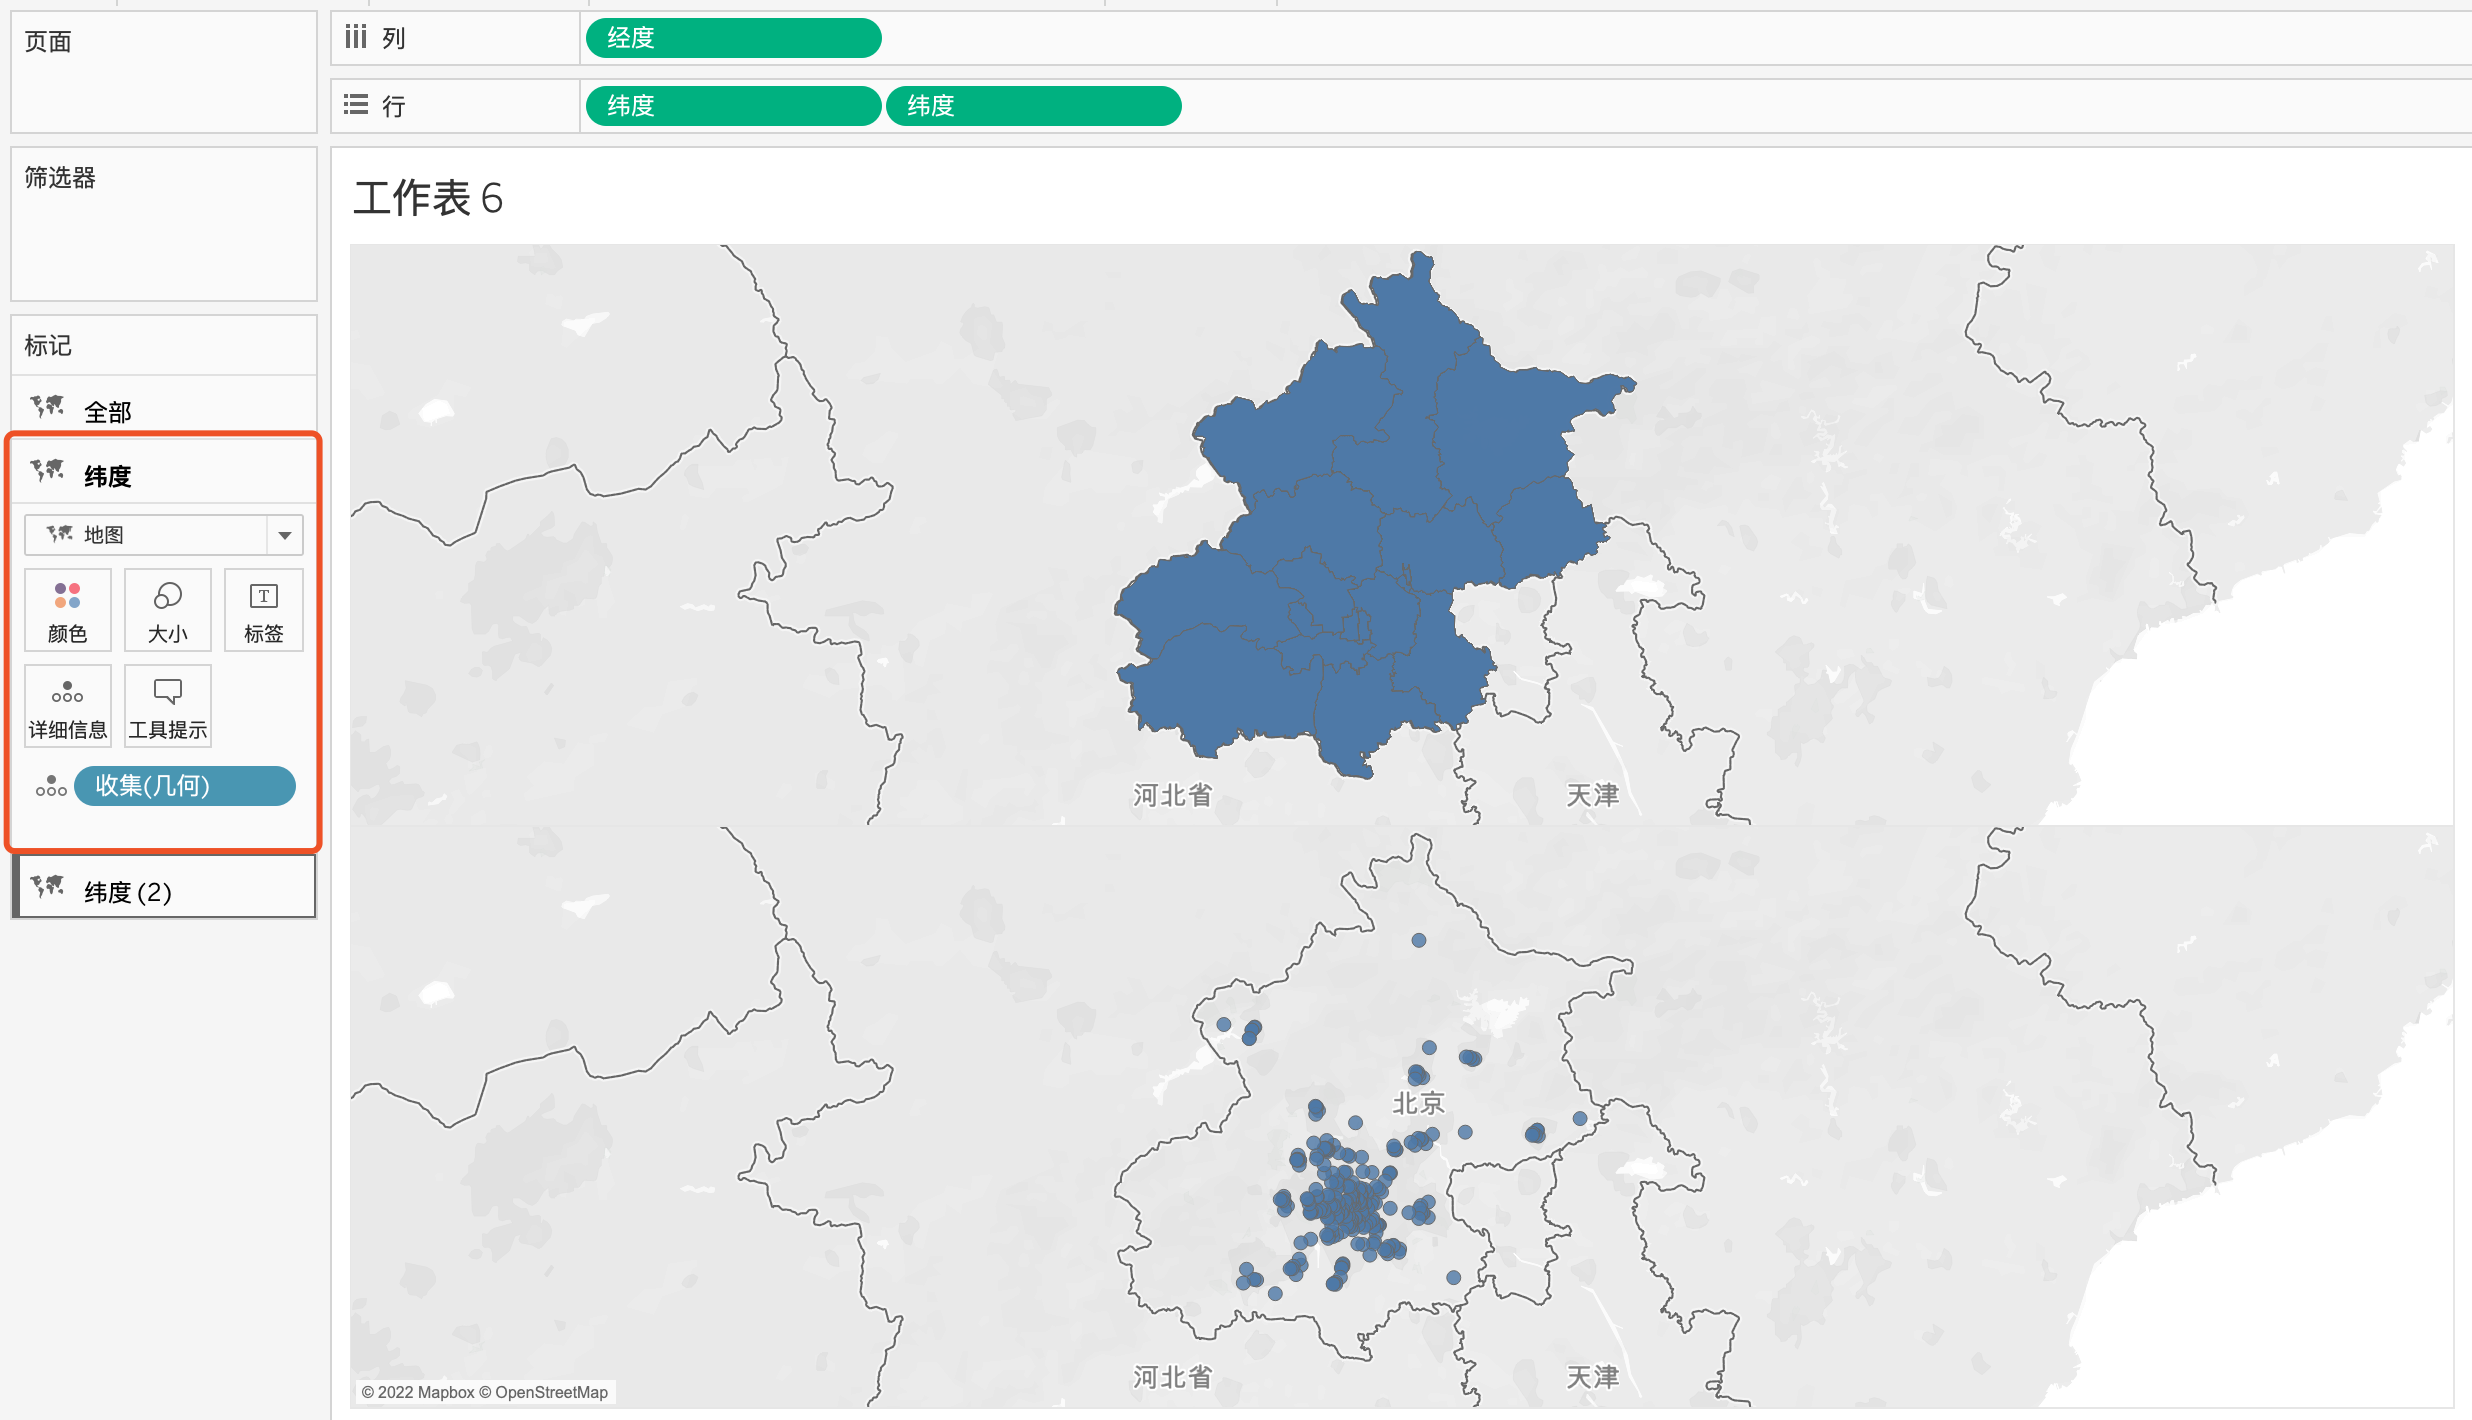 页面
列
经度
行
纬度
纬度
筛选器
工作表 6
标记
全部
纬度
地图
颜色
大小
T
标签
详细信息
工具提示
收集(几何)
纬度 (2)
河北省
天津
北京
河北省
天津
© 2022 Mapbox © OpenStreetMap